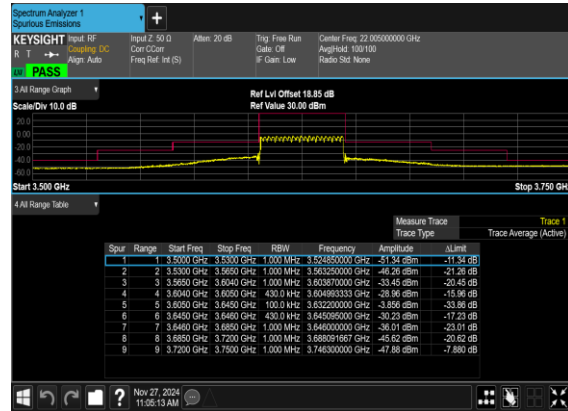 Spectrum Analyzer 1
Spurious Emissions
+
KEYSIGHT Input: RF Input Z: 50 Ω Atten: 20 dB Trig: Free Run Center Freq: 22.005000000 GHz
R T Coupling: DC Corr CCorr Gate: Off Avg|Hold: 100/100
Align: Auto Freq Ref: Int (S) IF Gain: Low Radio Std: None
PASS
3 All Range Graph
Ref Lvl Offset 18.85 dB
Scale/Div 10.0 dB Ref Value 30.00 dBm
20.0
0.00
-20.0
-40.0
-60.0
Start 3.500 GHz Stop 3.750 GHz
4 All Range Table
Measure Trace Trace 1
Trace Type Trace Average (Active)
Spur Range Start Freq Stop Freq RBW Frequency Amplitude ΔLimit
1 1 3.5000 GHz 3.5300 GHz 1.000 MHz 3.524850000 GHz -51.34 dBm -11.34 dB
2 2 3.5300 GHz 3.5650 GHz 1.000 MHz 3.563250000 GHz -46.26 dBm -21.26 dB
3 3 3.5650 GHz 3.6040 GHz 1.000 MHz 3.603870000 GHz -33.45 dBm -20.45 dB
4 4 3.6040 GHz 3.6050 GHz 430.0 kHz 3.604993333 GHz -28.96 dBm -15.96 dB
5 5 3.6050 GHz 3.6450 GHz 100.0 kHz 3.632200000 GHz -3.856 dBm -33.86 dB
6 6 3.6450 GHz 3.6460 GHz 430.0 kHz 3.645095000 GHz -30.23 dBm -17.23 dB
7 7 3.6460 GHz 3.6850 GHz 1.000 MHz 3.646000000 GHz -36.01 dBm -23.01 dB
8 8 3.6850 GHz 3.7200 GHz 1.000 MHz 3.688091667 GHz -45.62 dBm -20.62 dB
9 9 3.7200 GHz 3.7500 GHz 1.000 MHz 3.746300000 GHz -47.88 dBm -7.880 dB
? Nov 27, 2024
11:05:13 AM